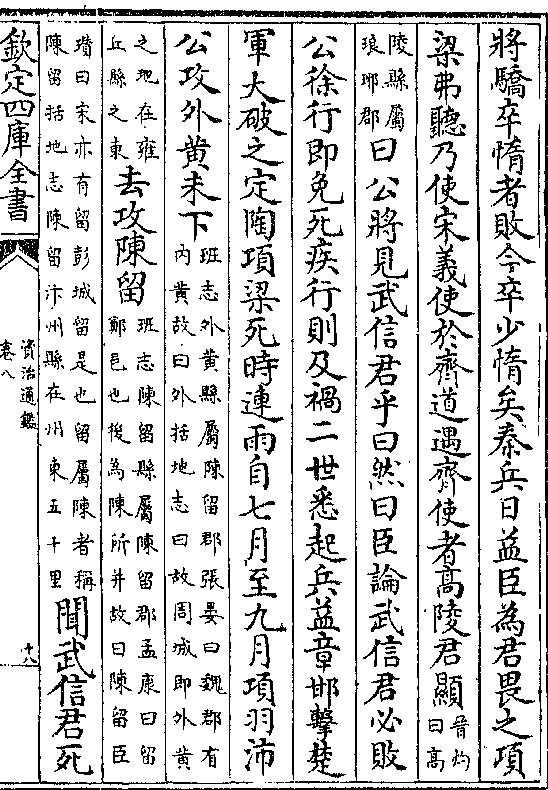 將驕卒惰者敗今卒少惰矣秦兵日益臣為君畏之項
梁弗聽乃使宋義使於齊道遇齊使者高陵君顯晉灼曰高
陵縣屬琅邪郡曰公將見武信君乎曰然曰臣論武信君必敗
公徐行即免死疾行則及禍二世悉起兵益章邯擊楚
軍大破之定陶項梁死時連雨自七月至九月項羽沛
公攻外黄未下班志外黄縣屬陳留郡張晏曰魏郡有内黄故曰外括地志曰故周城即外黄
之地在雍丘縣之東去攻陳留班志陳留縣屬陳留郡孟康曰留鄭邑也後為陳所并故曰陳留臣
瓚曰宋亦有留彭城留是也留屬陳者稱陳留括地志陳留汴州縣在州東五十里聞武信君死
欽定四庫全書
資治通鑑
卷八
十八